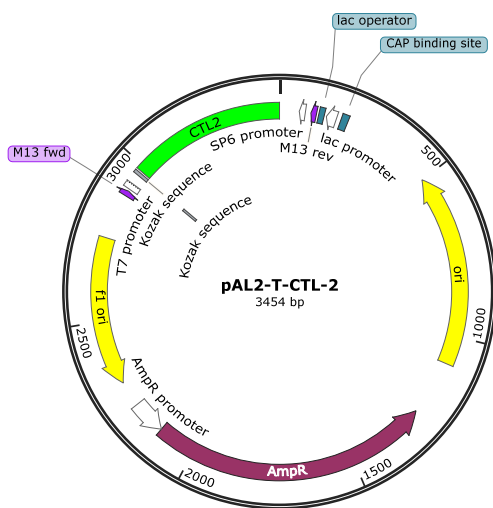 lac operator
CAP binding site
CTL2
SP6 promoter
M13 rev
lac promoter
M13 fwd
3000
500
Kozak sequence
T7 promoter
Kozak sequence
pAL2-T-CTL-2
3454 bp
ori
f1 ori
1000
2500
AmpR promoter
AmpR
2000
1500